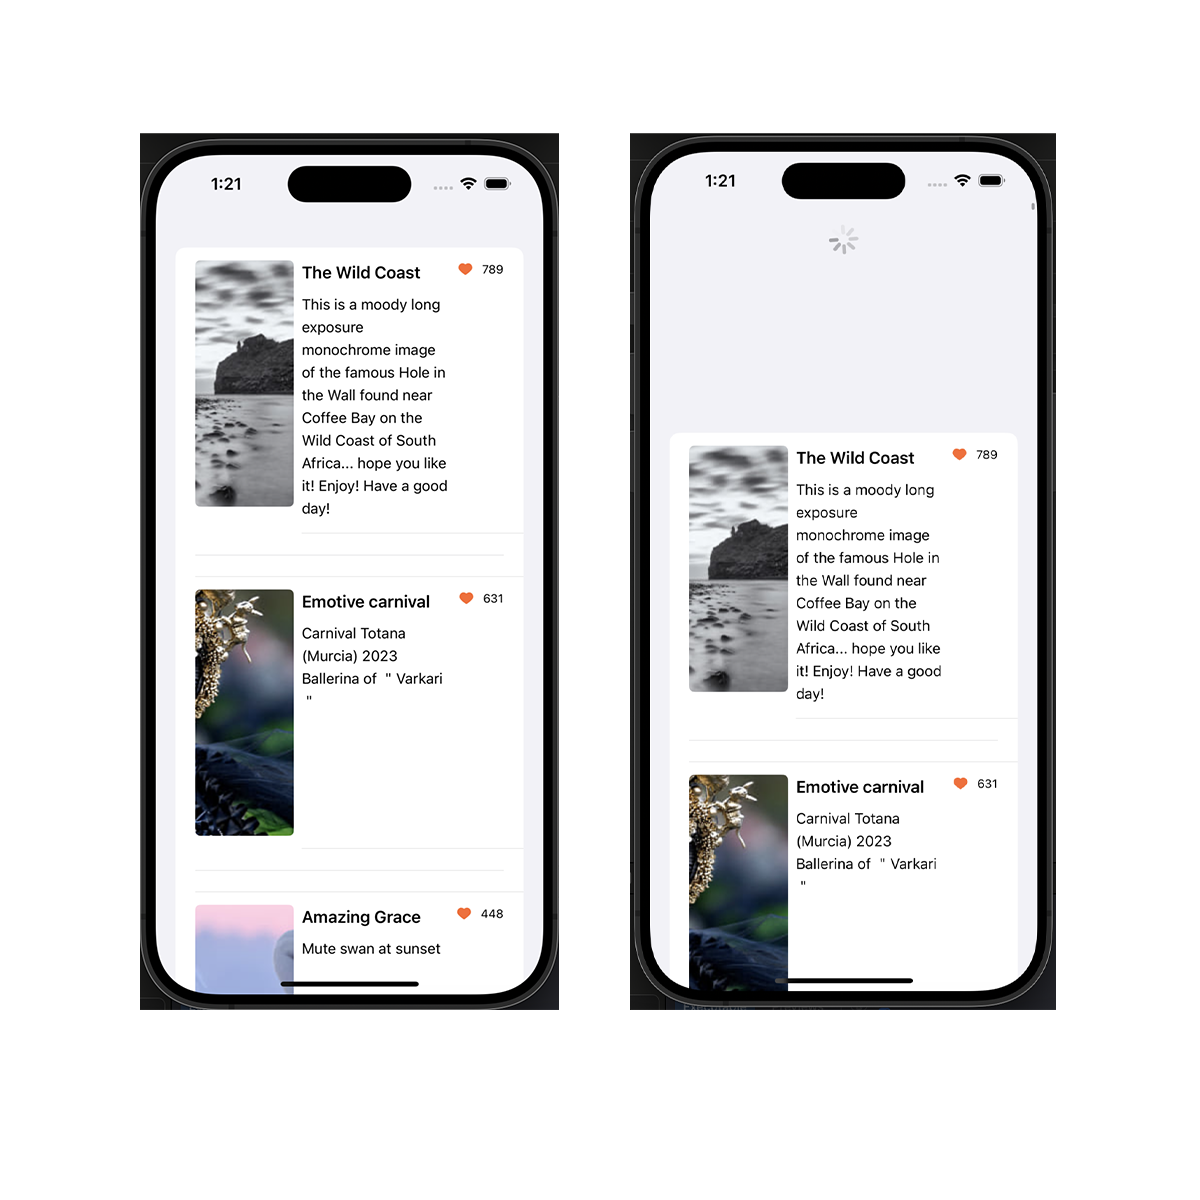 1:21
The Wild Coast 789
This is a moody long
exposure
monochrome image
of the famous Hole in
the Wall found near
Coffee Bay on the
Wild Coast of South
Africa... hope you like
it! Enjoy! Have a good
day!
Emotive carnival 631
Carnival Totana
(Murcia) 2023
Ballerina of  " Varkari
"
Amazing Grace 448
Mute swan at sunset
1:21
The Wild Coast 789
This is a moody long
exposure
monochrome image
of the famous Hole in
the Wall found near
Coffee Bay on the
Wild Coast of South
Africa... hope you like
it! Enjoy! Have a good
day!
Emotive carnival 631
Carnival Totana
(Murcia) 2023
Ballerina of  " Varkari
"